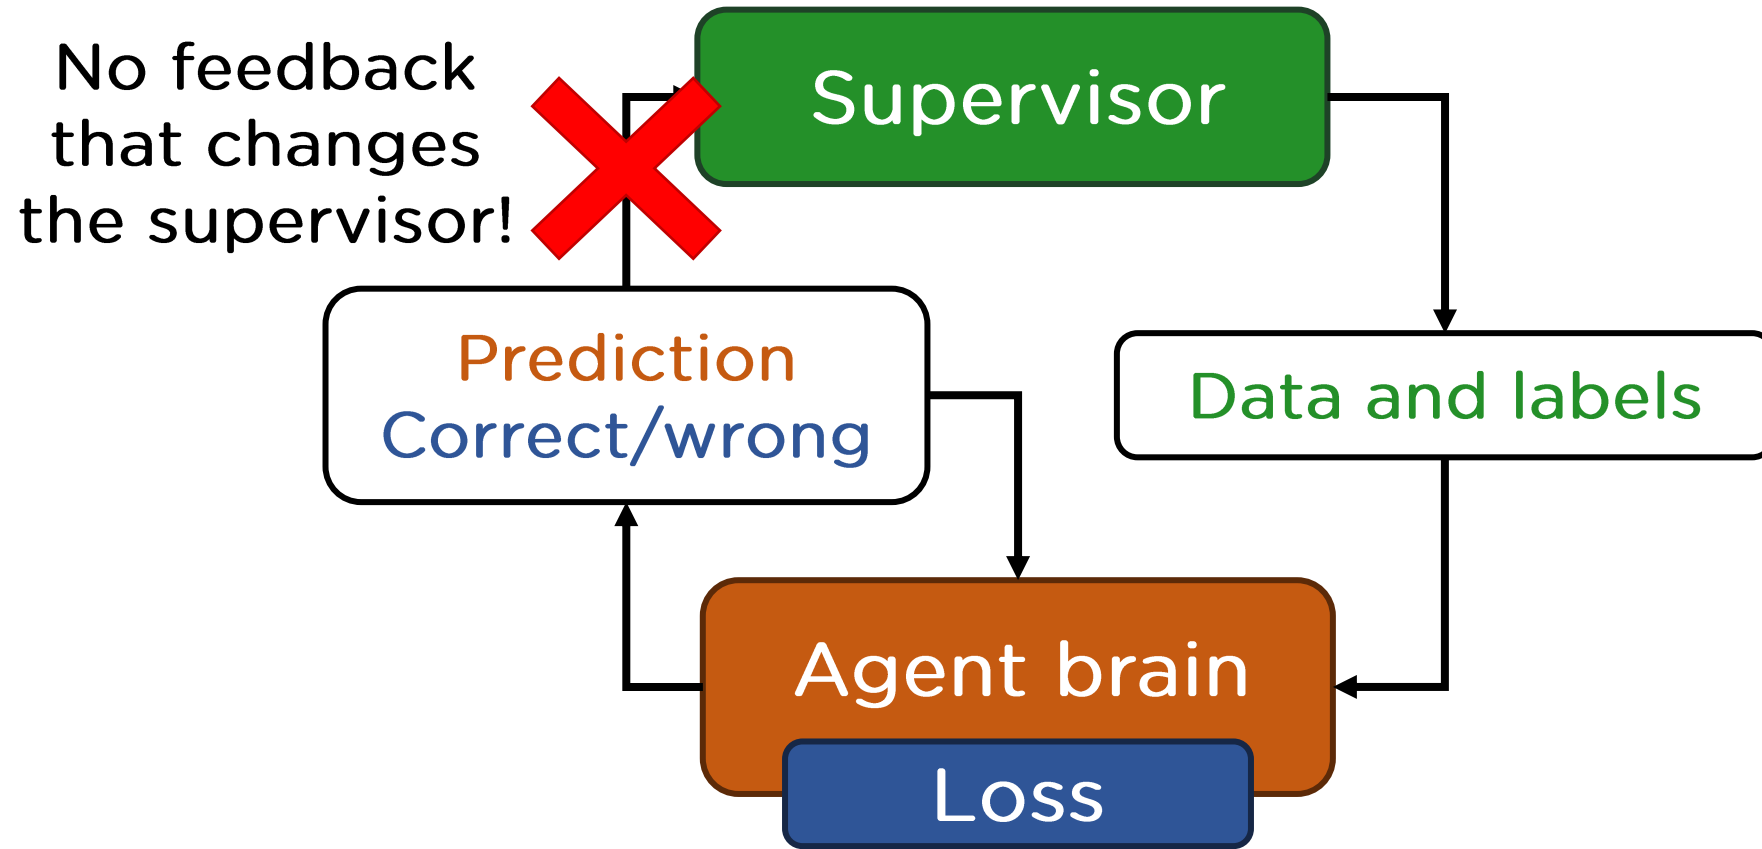 No feedback
that changes
the supervisor!
Supervisor
Prediction
Correct/wrong
Data and labels
Agent brain
Loss